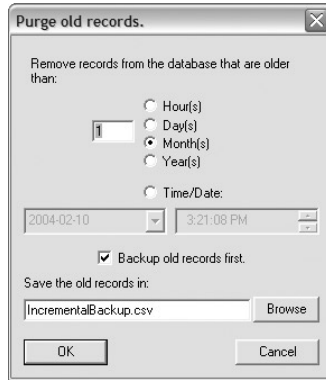 Purge old records.
Remove records from the database that are older
than:
Hour(s)
1
Day(s)
Month(s)
Year(s)
Time/Date:
2004-02-10 3:21:08 PM
Backup old records first.
Save the old records in:
IncrementalBackup.csv Browse
OK Cancel